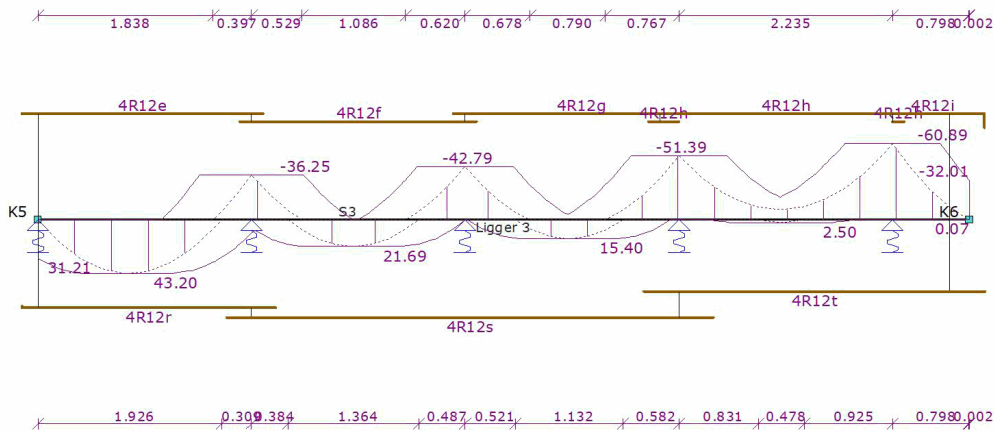 1.838 0.397 0.529 1.086 0.620 0.678 0.790 0.767 2.235 0.798 0.002
4R12e 4R12f 4R12g 4R12h 4R12h 4R12h 4R12i
-36.25 -42.79 -51.39 -60.89
-32.01
K5 S3 K6
Ligger 3 0.07
31.21 43.20 21.69 15.40 2.50
4R12r 4R12s 4R12t
1.926 0.309 0.384 1.364 0.487 0.521 1.132 0.582 0.831 0.478 0.925 0.798 0.002